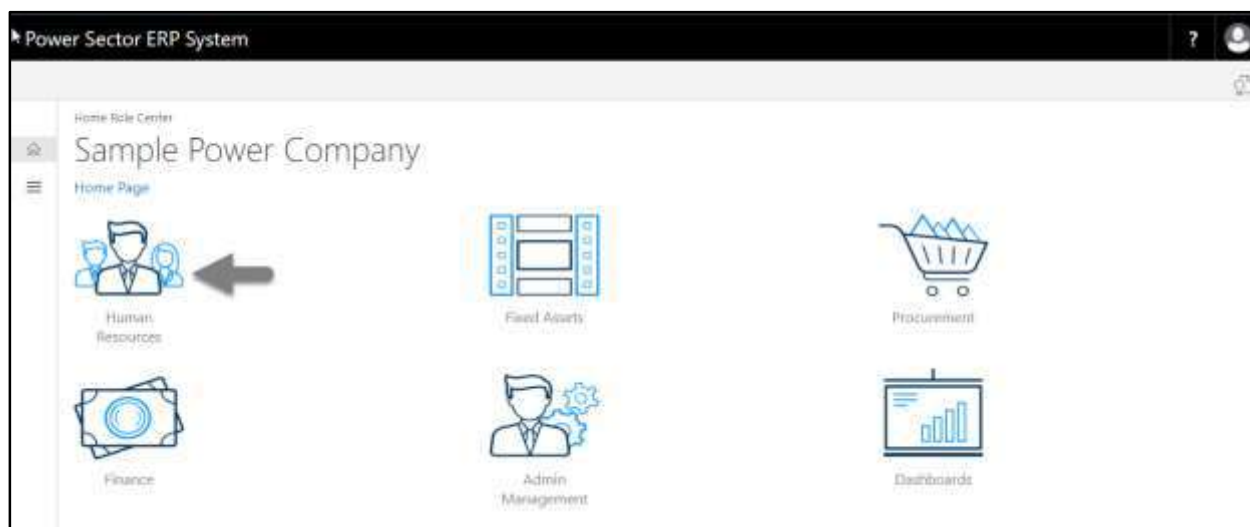 Power Sector ERP System
?
Home Role Center
Sample Power Company
Home Page
Human
Resources
Fixed Assets
Procurement
Finance
Admin
Management
Dashboards